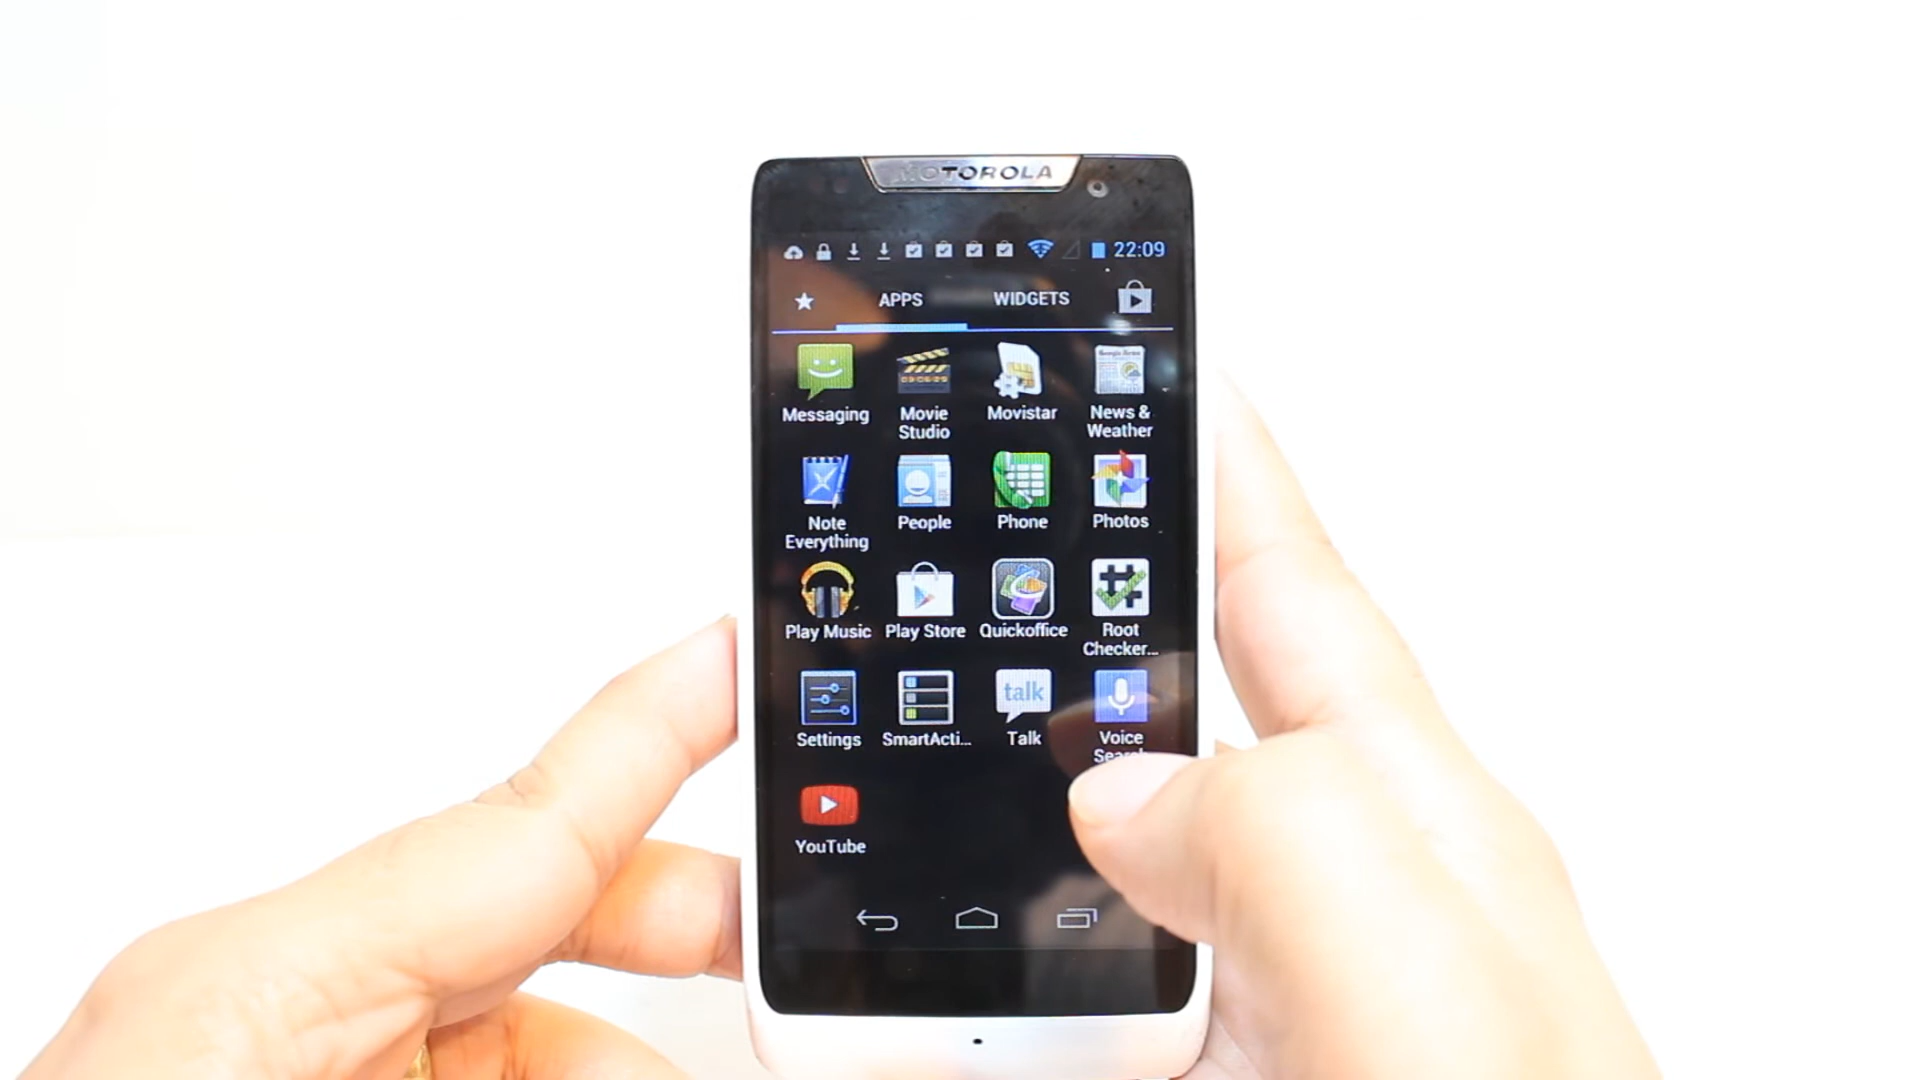 MOTOROLA
22:09
APPS WIDGETS
Messaging Movie Studio Movistar News & Weather
Note Everything People Phone Photos
Play Music Play Store Quickoffice Root Checker...
talk
Settings SmartActi... Talk Voice Search
YouTube